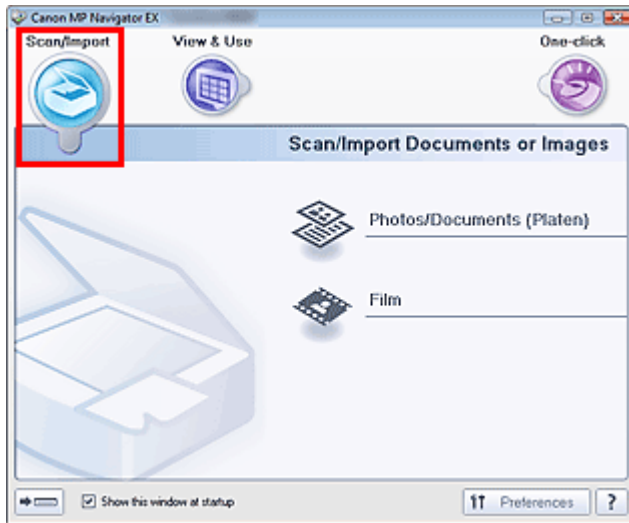 Canon MP Navigator EX
Scan/Import View & Use One-click
Scan/Import Documents or Images
Photos/Documents (Platen)
Film
Show this window at startup Preferences ?